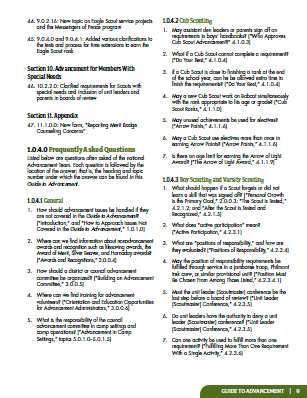 44. 9.0.2.16: New topic on Eagle Scout service projects
and the Messengers of Peace program
45. 9.0.4.0 and 9.0.4.1: Added various clarifications to
the text and process for time extensions to earn the
Eagle Scout rank
Section 10. Advancement for Members With
Special Needs
46. 10.2.2.0: Clarified requirements for Scouts with
special needs and inclusion of unit leaders and
parents in boards of review
Section 11. Appendix
47. 11.1.0.0: New form, "Reporting Merit Badge
Counseling Concerns"
1.0.4.0 Frequently Asked Questions
Listed below are questions often asked of the national
Advancement Team. Each question is followed by the
location of the answer; that is, the heading and topic
number under which the answer can be found in this
Guide to Advancement.
1.0.4.1 General
1. How should advancement issues be handled if they
are not covered in the Guide to Advancement?
("Introduction," and "How to Approach Issues Not
Covered in the Guide to Advancement," 1.0.1.0)
2. Where can we find information about nonadvancement
awards and recognition such as lifesaving awards, the
Award of Merit, Silver Beaver, and Hornaday awards?
("Awards and Recognitions," 3.0.0.4)
3. How should a district or council advancement
committee be organized? ("Building an Advancement
Committee," 3.0.0.5)
4. Where can we find training for advancement
volunteers? ("Orientation and Education Opportunities
for Advancement Administrators," 3.0.0.6)
5. What is the responsibility of the council
advancement committee in camp settings and
camp operations? ("Advancement in Camp
Settings," topics 5.0.1.0–5.0.1.5)
1.0.4.2 Cub Scouting
1. May assistant den leaders or parents sign off on
requirements in boys' handbooks? ("Who Approves
Cub Scout Advancement?" 4.1.0.3)
2. What if a Cub Scout cannot complete a requirement?
("Do Your Best," 4.1.0.4)
3. If a Cub Scout is close to finishing a rank at the end
of the school year, can he be allowed extra time to
finish the requirements? ("Do Your Best," 4.1.0.4)
4. May a new Cub Scout work on Bobcat simultaneously
with the rank appropriate to his age or grade? ("Cub
Scout Ranks," 4.1.1.0)
5. May unused achievements be used for electives?
("Arrow Points," 4.1.1.6)
6. May a Cub Scout use electives more than once in
earning Arrow Points? ("Arrow Points," 4.1.1.6)
7. Is there an age limit for earning the Arrow of Light
Award? ("The Arrow of Light Award," 4.1.1.9)
1.0.4.3 Boy Scouting and Varsity Scouting
1. What should happen if a Scout forgets or did not
learn a skill that was signed off? ("Personal Growth
Is the Primary Goal," 2.0.0.3; "The Scout Is Tested,"
4.2.1.2; and "After the Scout Is Tested and
Recognized," 4.2.1.5)
2. What does "active participation" mean?
("Active Participation," 4.2.3.1)
3. What are "positions of responsibility," and how are
they evaluated? ("Positions of Responsibility," 4.2.3.4)
4. May the position of responsibility requirements be
fulfilled through service in a jamboree troop, Philmont
trek crew, or similar provisional unit? ("Positions Must
Be Chosen From Among Those Listed," 4.2.3.4.1)
5. Must the unit leader (Scoutmaster) conference be the
last step before a board of review? ("Unit Leader
(Scoutmaster) Conference," 4.2.3.5)
6. Do unit leaders have the authority to deny a unit
leader (Scoutmaster) conference? ("Unit Leader
(Scoutmaster) Conference," 4.2.3.5)
7. Can one activity be used to fulfill more than one
requirement? ("Fulfilling More Than One Requirement
With a Single Activity," 4.2.3.6)
GUIDE TO ADVANCEMENT | 9